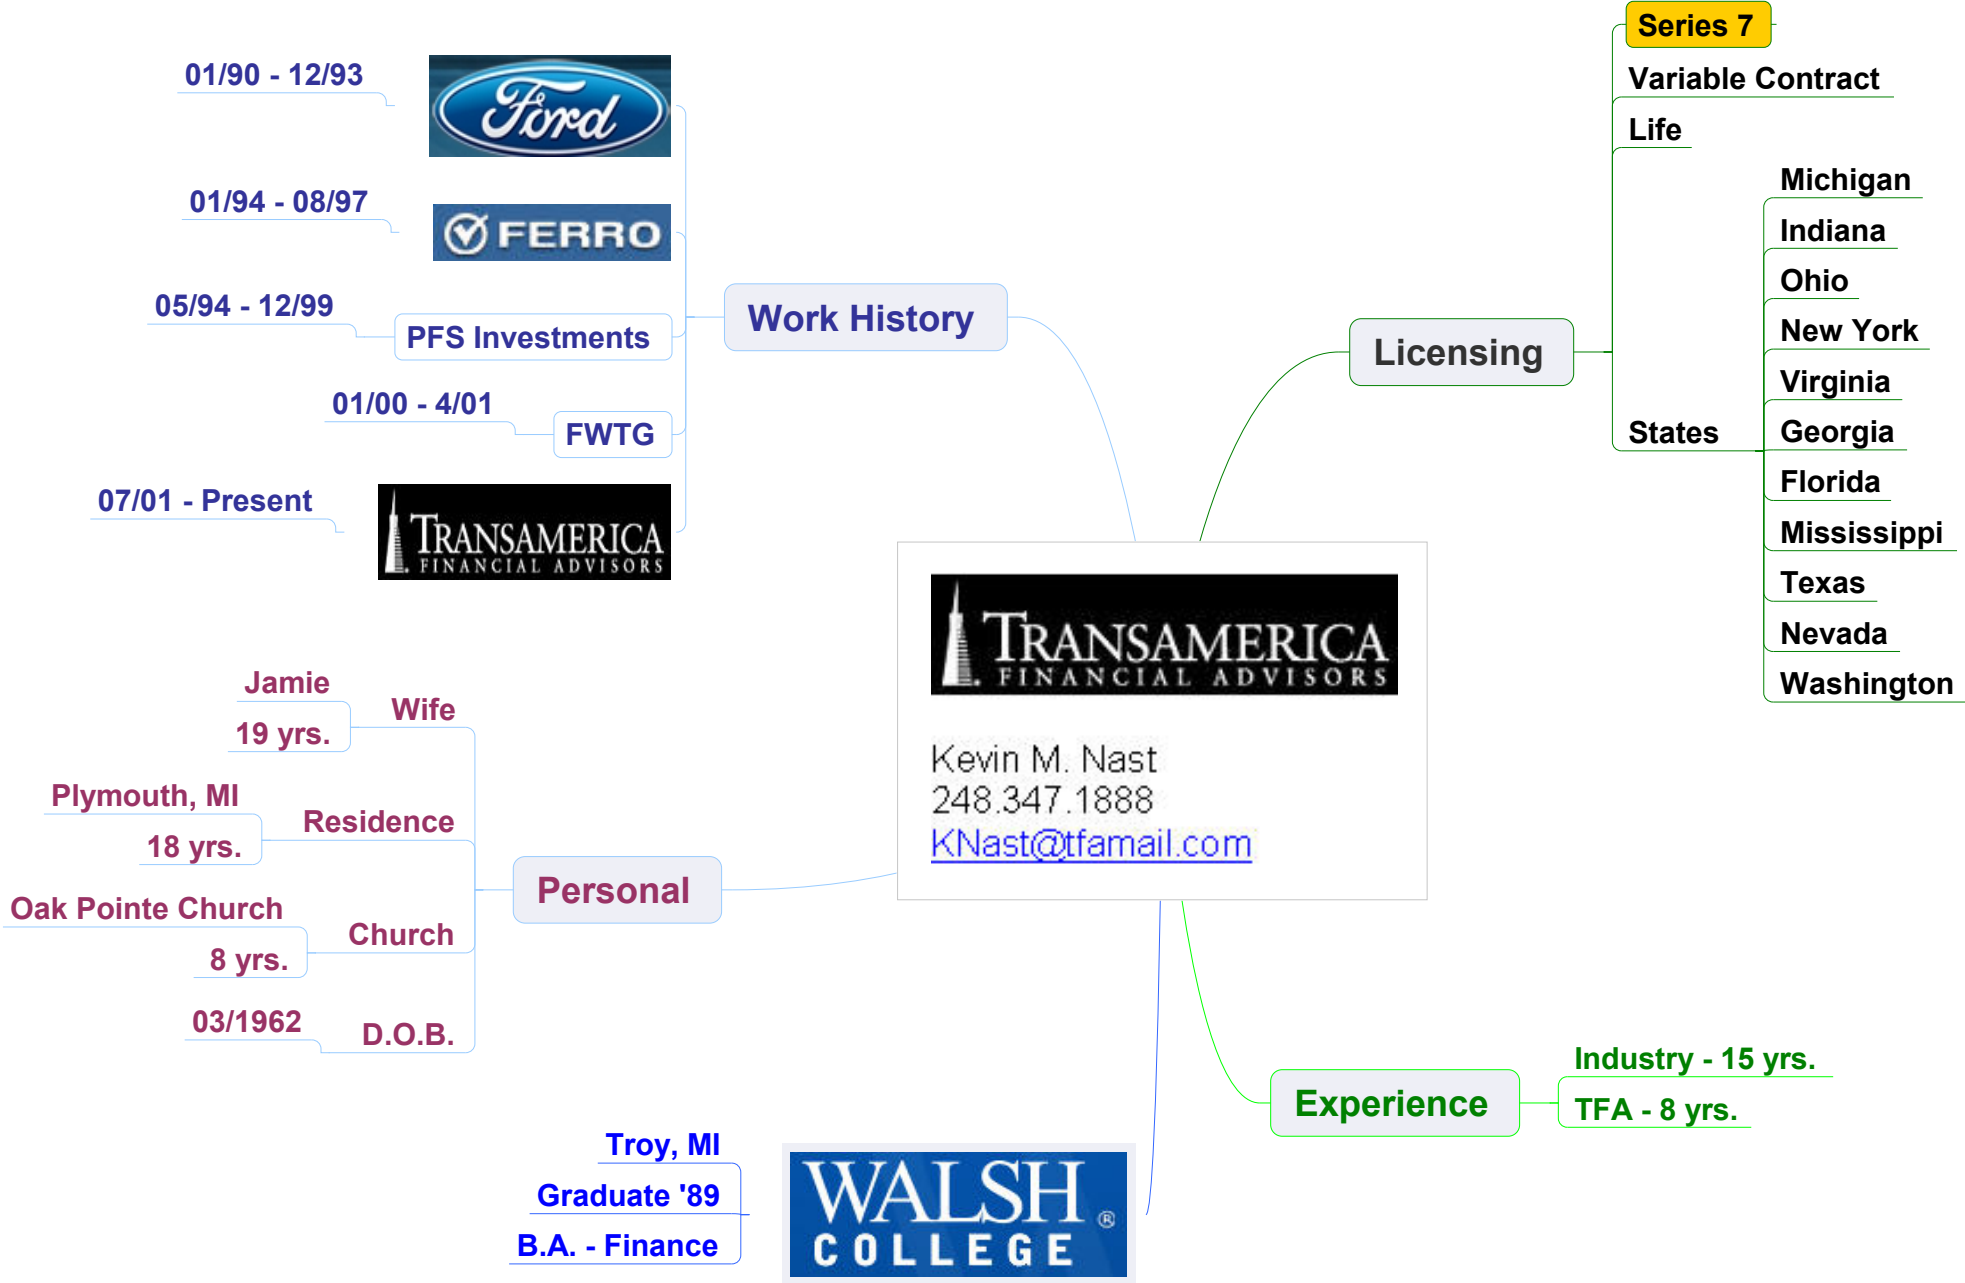 Work History
Ford
01/90 - 12/93
FERRO
01/94 - 08/97
PFS Investments
05/94 - 12/99
FWTG
01/00 - 4/01
TRANSAMERICA
FINANCIAL ADVISORS
07/01 - Present
Licensing
Series 7
Variable Contract
Life
States
Michigan
Indiana
Ohio
New York
Virginia
Georgia
Florida
Mississippi
Texas
Nevada
Washington
TRANSAMERICA
FINANCIAL ADVISORS
Kevin M. Nast
248.347.1888
KNast@tfamail.com
Personal
Wife
Jamie
19 yrs.
Residence
Plymouth, MI
18 yrs.
Church
Oak Pointe Church
8 yrs.
D.O.B.
03/1962
Experience
Industry - 15 yrs.
TFA - 8 yrs.
WALSH ®
COLLEGE
Troy, MI
Graduate '89
B.A. - Finance